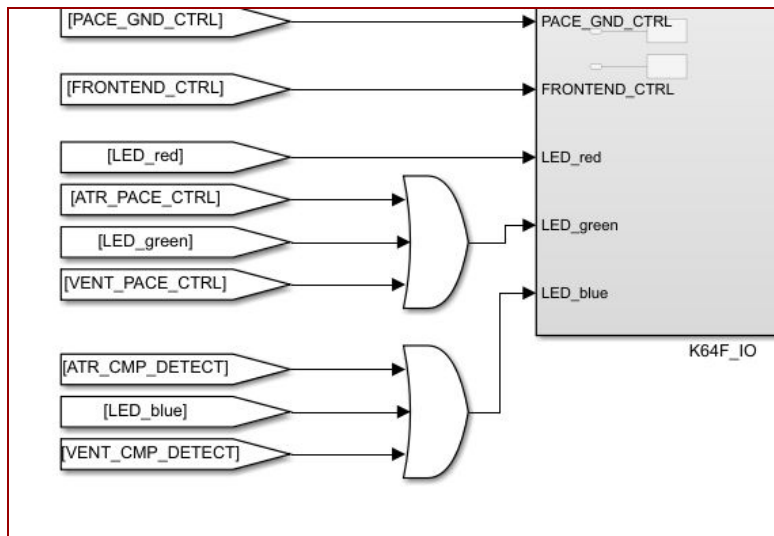 [PACE_GND_CTRL]
PACE_GND_CTRL
[FRONTEND_CTRL]
FRONTEND_CTRL
[LED_red]
LED_red
[ATR_PACE_CTRL]
[LED_green]
LED_green
[VENT_PACE_CTRL]
LED_blue
K64F_IO
[ATR_CMP_DETECT]
[LED_blue]
[VENT_CMP_DETECT]